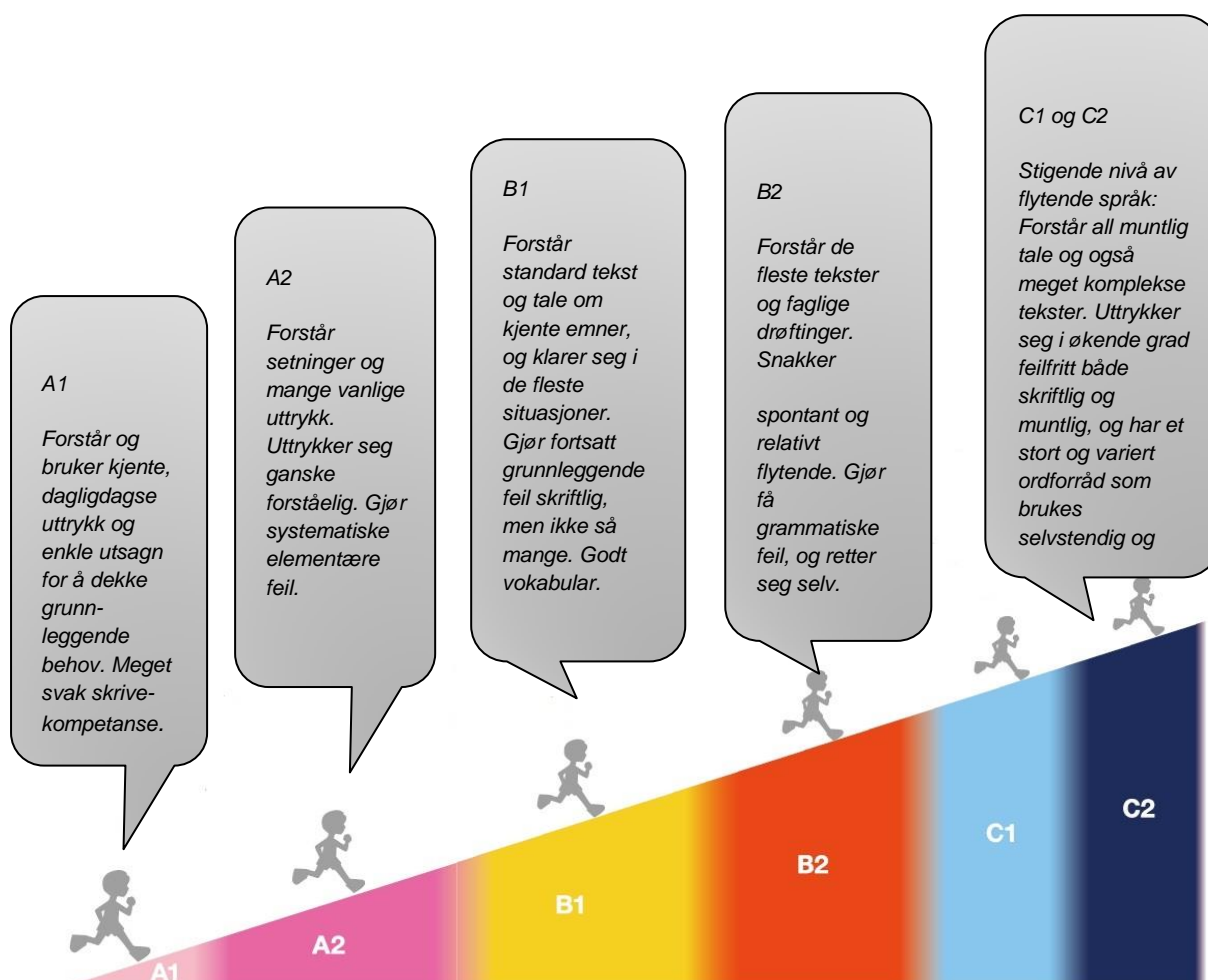 A1
Forstår og
bruker kjente,
dagligdagse
uttrykk og
enkle utsagn
for å dekke
grunn-
leggende
behov. Meget
svak skrive-
kompetanse.
A2
Forstår
setninger og
mange vanlige
uttrykk.
Uttrykker seg
ganske
forståelig. Gjør
systematiske
elementære
feil.
B1
Forstår
standard tekst
og tale om
kjente emner,
og klarer seg i
de fleste
situasjoner.
Gjør fortsatt
grunnleggende
feil skriftlig,
men ikke så
mange. Godt
vokabular.
B2
Forstår de
fleste tekster
og faglige
drøftinger.
Snakker
spontant og
relativt
flytende. Gjør
få
grammatiske
feil, og retter
seg selv.
C1 og C2
Stigende nivå av
flytende språk:
Forstår all muntlig
tale og også
meget komplekse
tekster. Uttrykker
seg i økende grad
feilfritt både
skriftlig og
muntlig, og har et
stort og variert
ordforråd som
brukes
selvstendig og
A1
A2
B1
B2
C1
C2